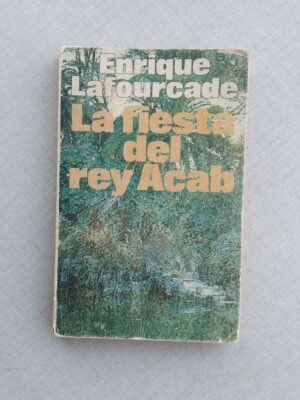 Enrique
Lafourcade
La fiesta
del
rey Acab